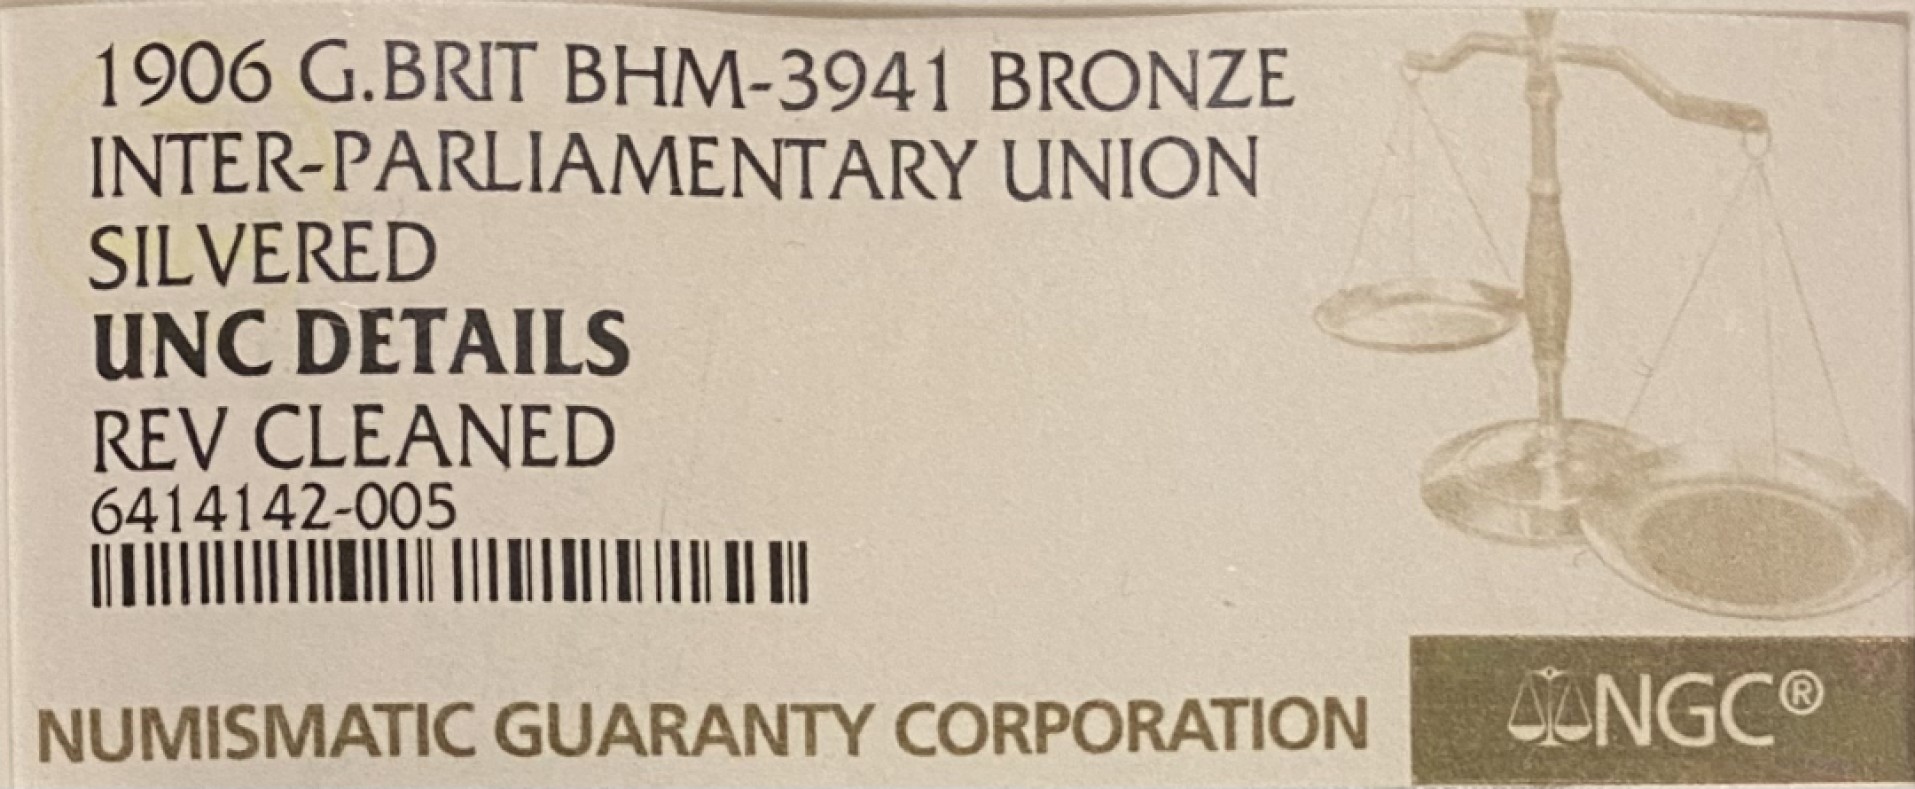 1906 G.BRIT BHM-3941 BRONZE
INTER-PARLIAMENTARY UNION
SILVERED
UNC DETAILS
REV CLEANED
6414142-005
NUMISMATIC GUARANTY CORPORATION
NGC®